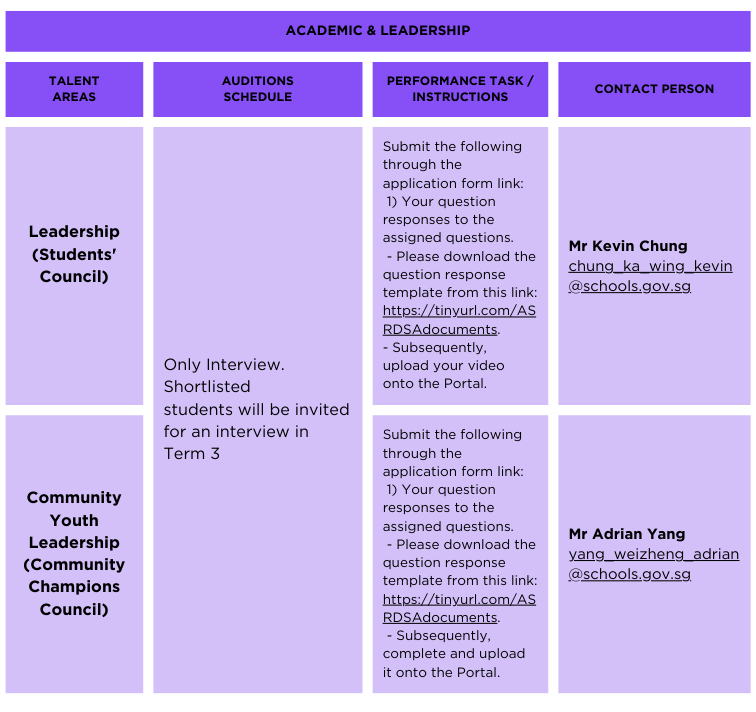 ACADEMIC & LEADERSHIP
TALENT
AREAS
AUDITIONS
SCHEDULE
PERFORMANCE TASK /
INSTRUCTIONS
CONTACT PERSON
Leadership
(Students'
Council)
Only Interview.
Shortlisted
students will be invited
for an interview in
Term 3
Submit the following
through the
application form link:
1) Your question
responses to the
assigned questions.
- Please download the
question response
template from this link:
https://tinyurl.com/AS
RDSAdocuments.
- Subsequently,
upload your video
onto the Portal.
Mr Kevin Chung
chung_ka_wing_kevin
@schools.gov.sg
Community
Youth
Leadership
(Community
Champions
Council)
Submit the following
through the
application form link:
1) Your question
responses to the
assigned questions.
- Please download the
question response
template from this link:
https://tinyurl.com/AS
RDSAdocuments.
- Subsequently,
complete and upload
it onto the Portal.
Mr Adrian Yang
yang_weizheng_adrian
@schools.gov.sg